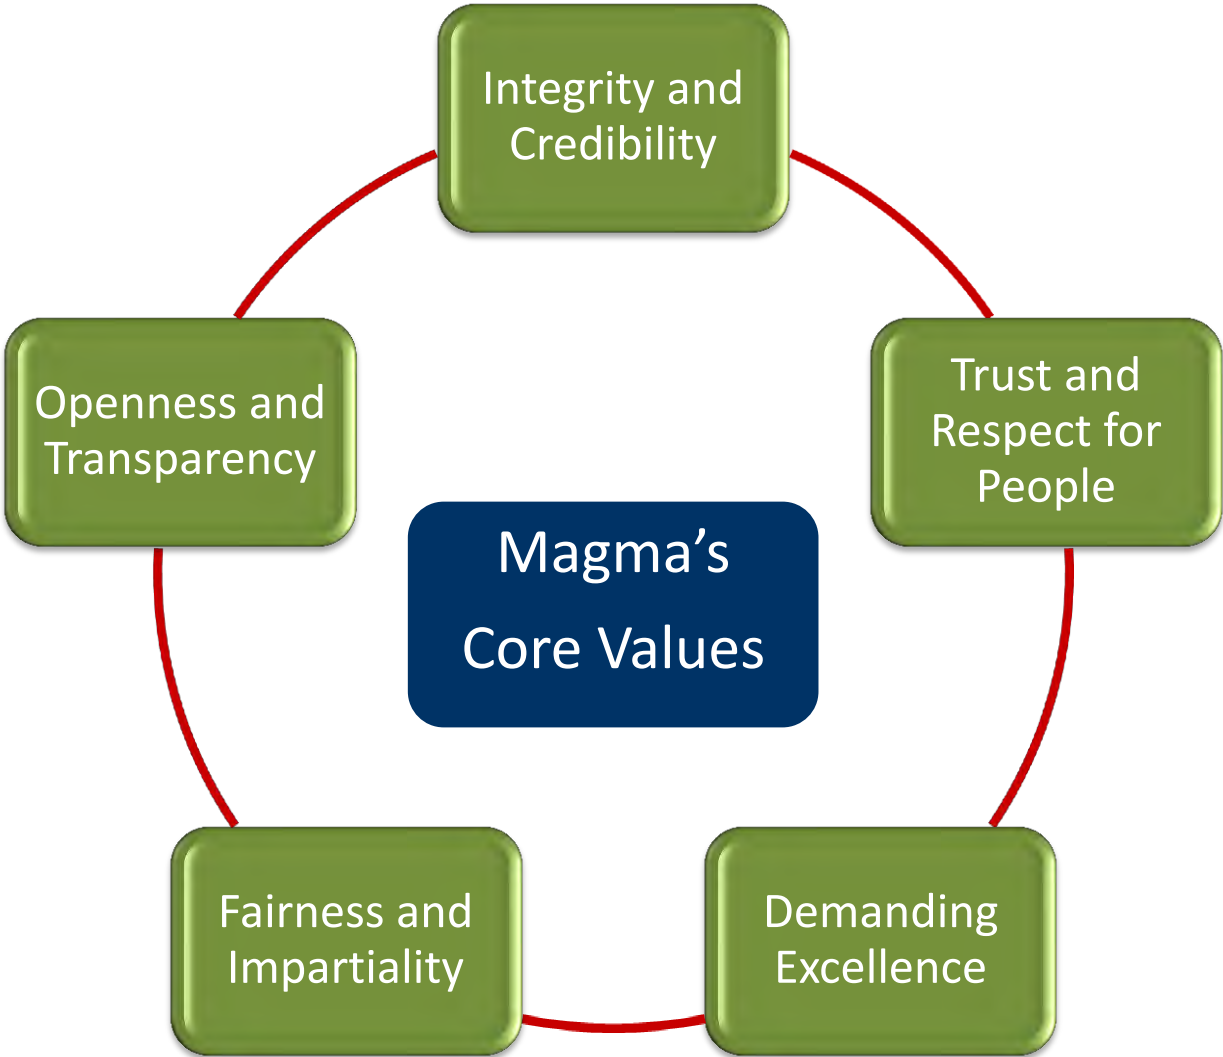 Integrity and
Credibility
Trust and
Respect for
People
Openness and
Transparency
Magma’s
Core Values
Fairness and
Impartiality
Demanding
Excellence